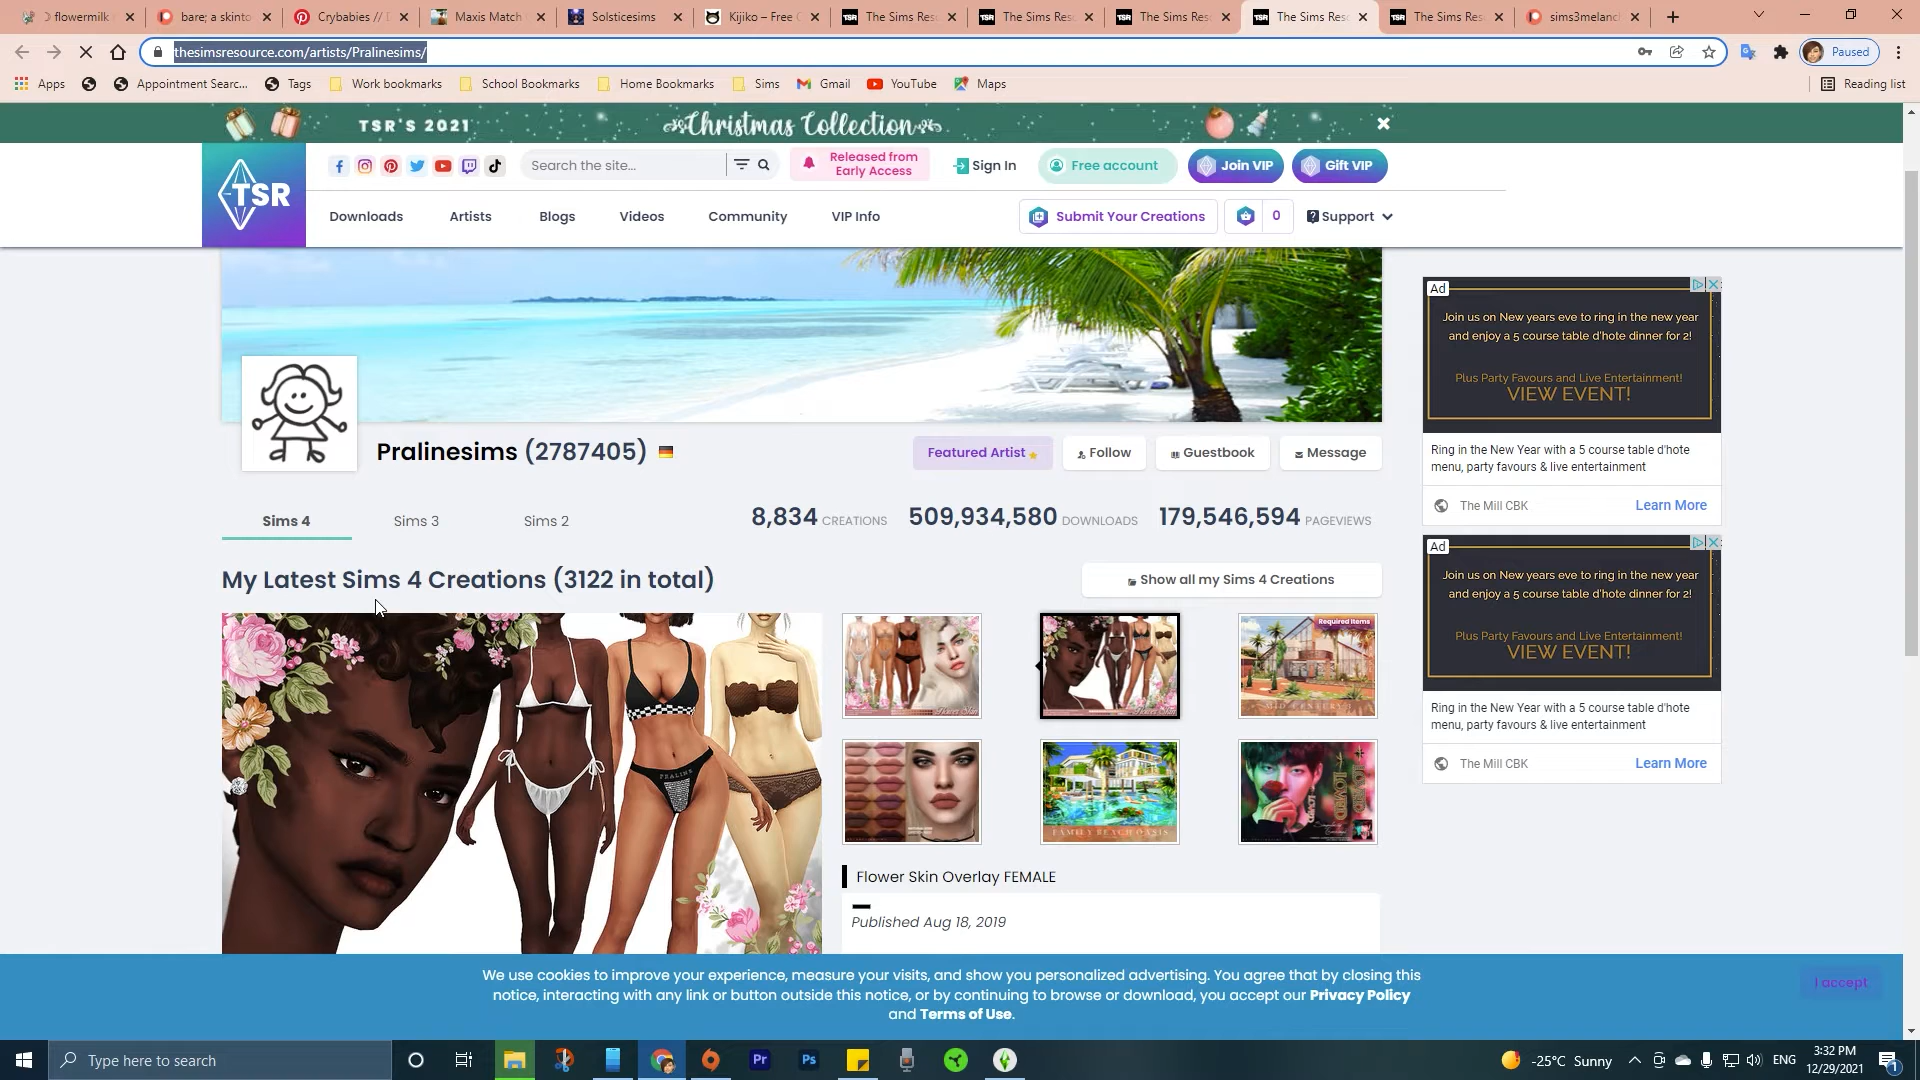 flowermilk
bare; a skinto
Crybabies // I
Maxis Match
Solsticesims
Kijiko – Free C
The Sims Reso
The Sims Reso
The Sims Reso
The Sims Reso
The Sims Reso
sims3melanc
thesimsresource.com/artists/Pralinesims/
Paused
Apps
Appointment Searc...
Tags
Work bookmarks
School Bookmarks
Home Bookmarks
Sims
Gmail
YouTube
Maps
Reading list
TSR'S 2021
Christmas Collection
TSR
Search the site...
Released from
Early Access
Sign In
Free account
Join VIP
Gift VIP
Downloads
Artists
Blogs
Videos
Community
VIP Info
Submit Your Creations
0
Support
Pralinesims (2787405)
Featured Artist
Follow
Guestbook
Message
Sims 4
Sims 3
Sims 2
8,834 CREATIONS
509,934,580 DOWNLOADS
179,546,594 PAGEVIEWS
My Latest Sims 4 Creations (3122 in total)
Show all my Sims 4 Creations
Required Items
MID CENTURY
FAMILY BEACH OASIS
PRALINE
Flower Skin Overlay FEMALE
Published Aug 18, 2019
Ad
Join us on New years eve to ring in the new year
and enjoy a 5 course table d'hote dinner for 2!
Plus Party Favours and Live Entertainment!
VIEW EVENT!
Ring in the New Year with a 5 course table d'hote
menu, party favours & live entertainment
The Mill CBK
Learn More
Ad
Join us on New years eve to ring in the new year
and enjoy a 5 course table d'hote dinner for 2!
Plus Party Favours and Live Entertainment!
VIEW EVENT!
Ring in the New Year with a 5 course table d'hote
menu, party favours & live entertainment
The Mill CBK
Learn More
We use cookies to improve your experience, measure your visits, and show you personalized advertising. You agree that by closing this
notice, interacting with any link or button outside this notice, or by continuing to browse or download, you accept our Privacy Policy
and Terms of Use.
I accept
Type here to search
Pr
Ps
-25°C Sunny
ENG
3:32 PM
12/29/2021
1